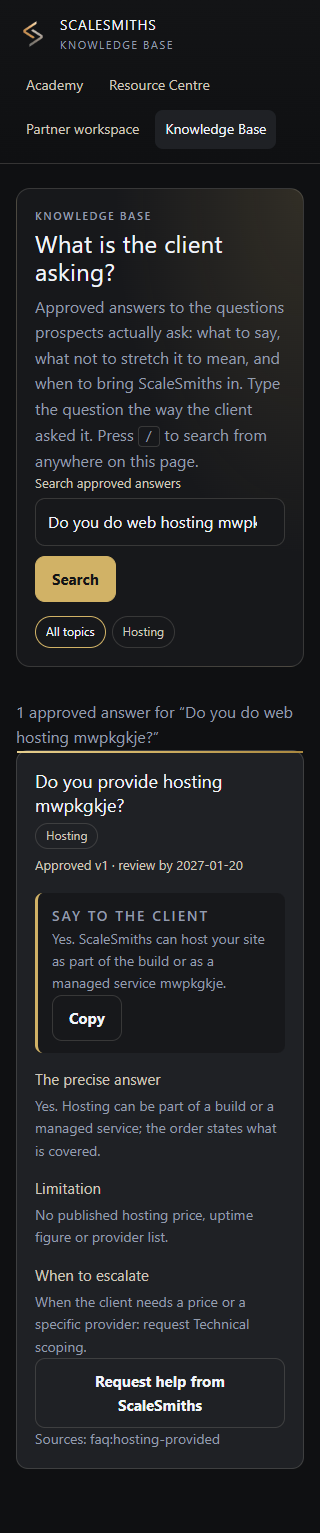 SCALESMITHS
KNOWLEDGE BASE
Academy
Resource Centre
Partner workspace
Knowledge Base
KNOWLEDGE BASE
What is the client
asking?
Approved answers to the questions
prospects actually ask: what to say,
what not to stretch it to mean, and
when to bring ScaleSmiths in. Type
the question the way the client
asked it. Press / to search from
anywhere on this page.
Search approved answers
Do you do web hosting mwpk
Search
All topics
Hosting
1 approved answer for “Do you do web
hosting mwpkgkje?”
Do you provide hosting
mwpkgkje?
Hosting
Approved v1 · review by 2027-01-20
SAY TO THE CLIENT
Yes. ScaleSmiths can host your site
as part of the build or as a
managed service mwpkgkje.
Copy
The precise answer
Yes. Hosting can be part of a build or a
managed service; the order states what
is covered.
Limitation
No published hosting price, uptime
figure or provider list.
When to escalate
When the client needs a price or a
specific provider: request Technical
scoping.
Request help from
ScaleSmiths
Sources: faq:hosting-provided